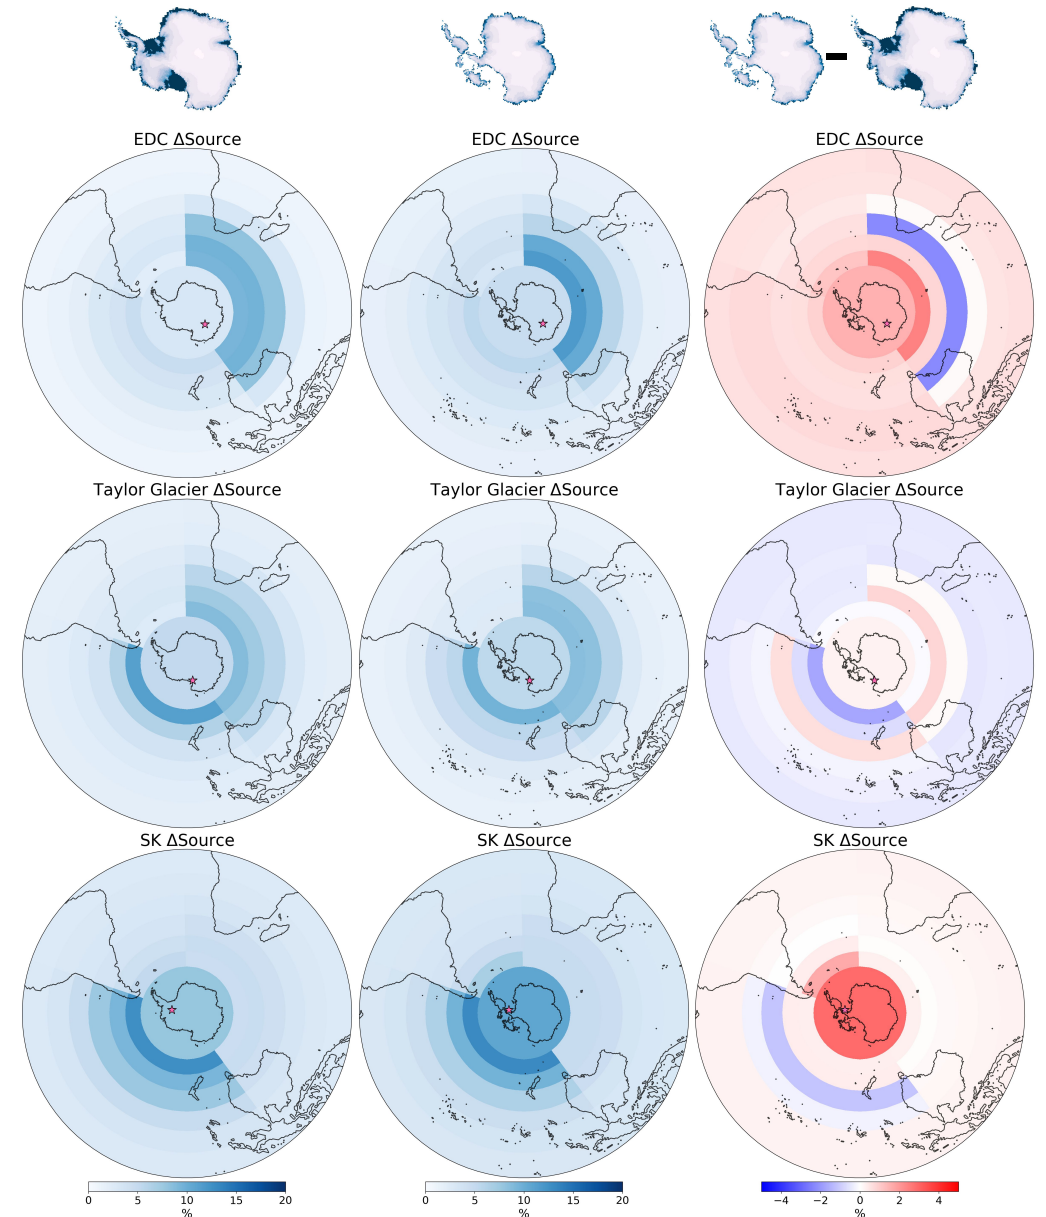 EDC ΔSource EDC ΔSource EDC ΔSource
Taylor Glacier ΔSource Taylor Glacier ΔSource Taylor Glacier ΔSource
SK ΔSource SK ΔSource SK ΔSource
0 5 10 15 20 0 5 10 15 20 −4 −2 0 2 4
% % %